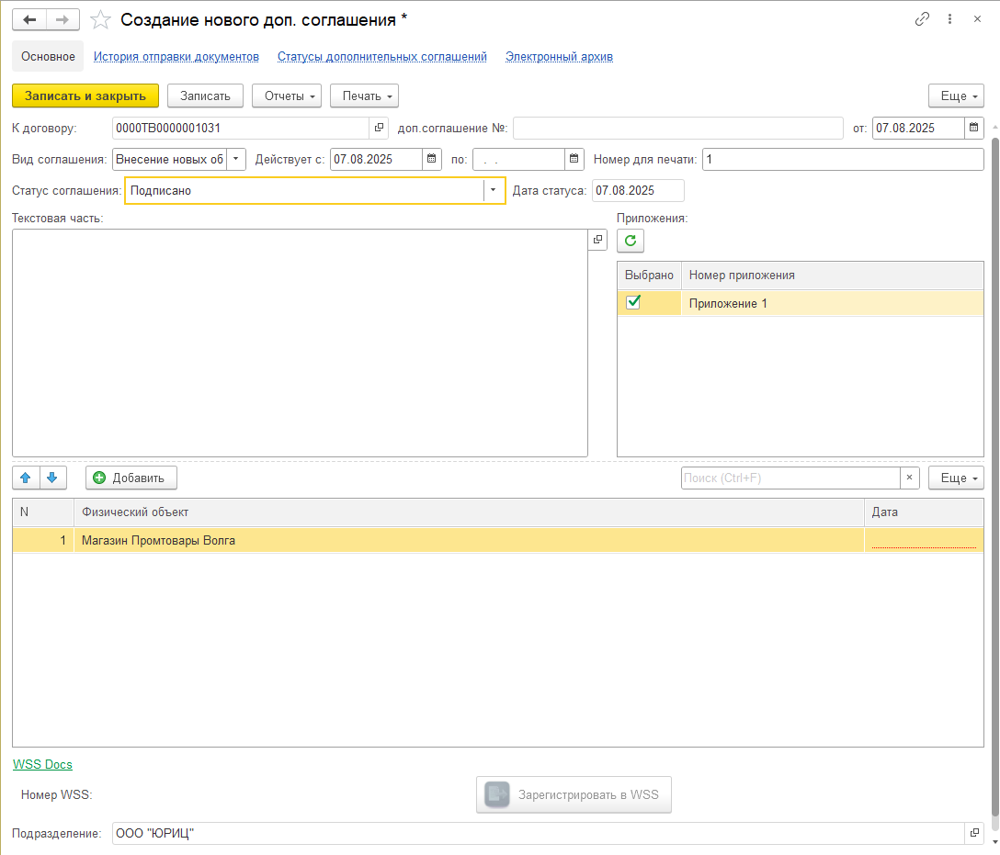 Создание нового доп. соглашения *
Основное История отправки документов Статусы дополнительных соглашений Электронный архив
Записать и закрыть Записать Отчеты Печать Еще
К договору: 0000ТВ0000001031 доп.соглашение №: от: 07.08.2025
Вид соглашения: Внесение новых об Действует с: 07.08.2025 по: . . Номер для печати: 1
Статус соглашения: Подписано Дата статуса: 07.08.2025
Текстовая часть: Приложения:
Выбрано Номер приложения
Приложение 1
Добавить Поиск (Ctrl+F) × Еще
N Физический объект Дата
1 Магазин Промтовары Волга
WSS Docs
Номер WSS: Зарегистрировать в WSS
Подразделение: ООО "ЮРИЦ"